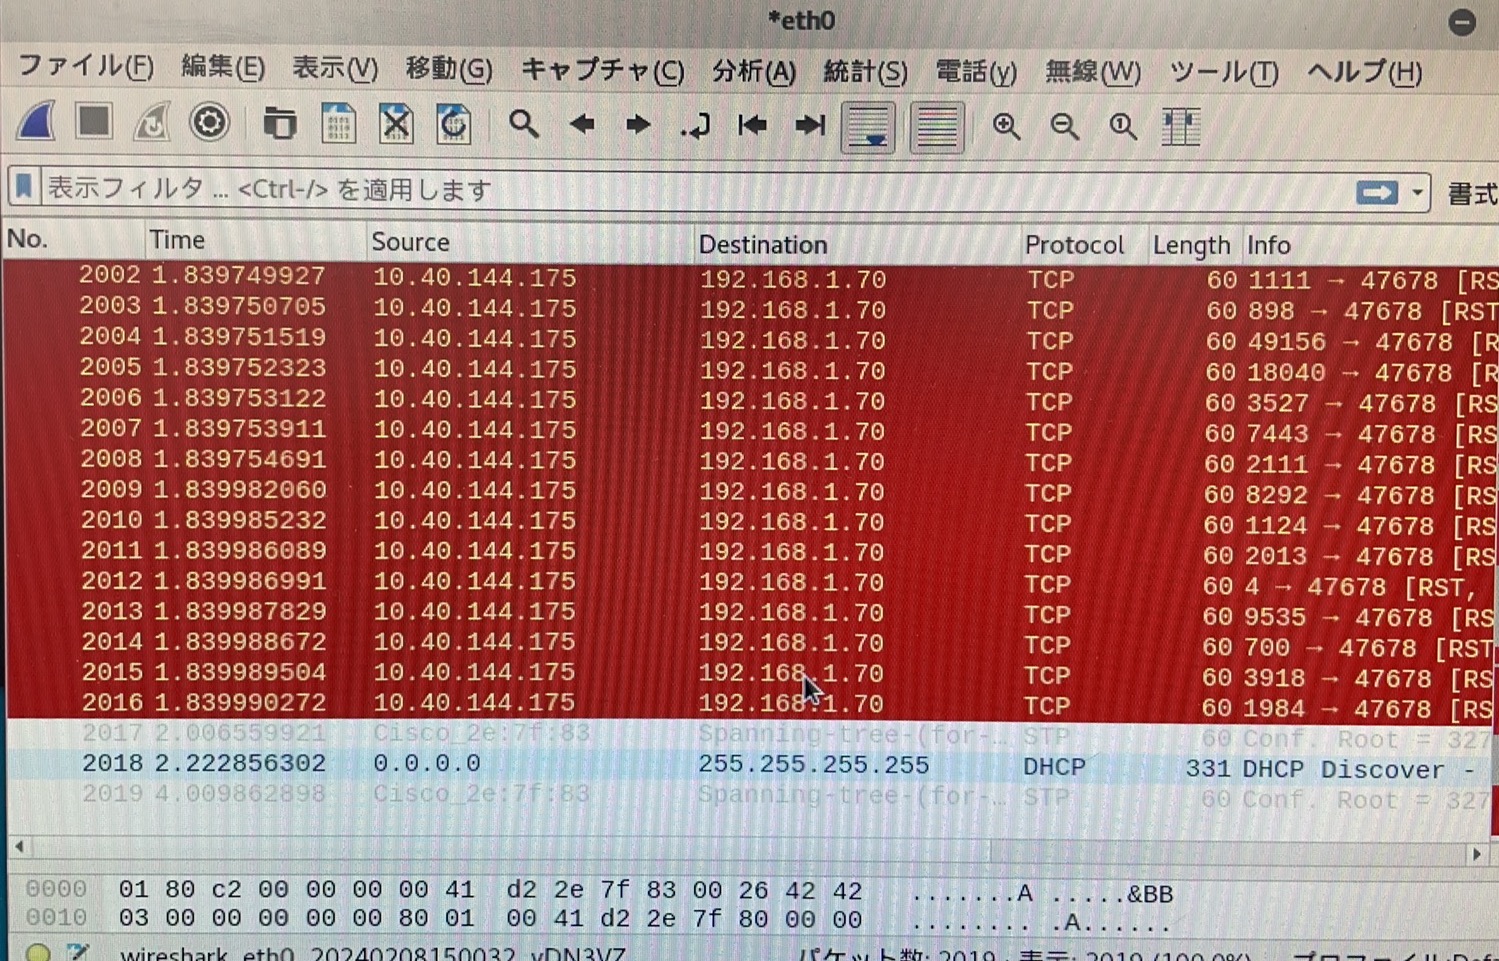 *eth0
ファイル(F) 編集(E) 表示(V) 移動(G) キャプチャ(C) 分析(A) 統計(S) 電話(y) 無線(W) ツール(T) ヘルプ(H)
表示フィルタ … <Ctrl-/> を適用します 書式
No. Time Source Destination Protocol Length Info
2002 1.839749927 10.40.144.175 192.168.1.70 TCP 60 1111 → 47678 [RS
2003 1.839750705 10.40.144.175 192.168.1.70 TCP 60 898 → 47678 [RST
2004 1.839751519 10.40.144.175 192.168.1.70 TCP 60 49156 → 47678 [R
2005 1.839752323 10.40.144.175 192.168.1.70 TCP 60 18040 → 47678 [R
2006 1.839753122 10.40.144.175 192.168.1.70 TCP 60 3527 → 47678 [RS
2007 1.839753911 10.40.144.175 192.168.1.70 TCP 60 7443 → 47678 [RS
2008 1.839754691 10.40.144.175 192.168.1.70 TCP 60 2111 → 47678 [RS
2009 1.839982060 10.40.144.175 192.168.1.70 TCP 60 8292 → 47678 [RS
2010 1.839985232 10.40.144.175 192.168.1.70 TCP 60 1124 → 47678 [RS
2011 1.839986089 10.40.144.175 192.168.1.70 TCP 60 2013 → 47678 [RS
2012 1.839986991 10.40.144.175 192.168.1.70 TCP 60 4 → 47678 [RST,
2013 1.839987829 10.40.144.175 192.168.1.70 TCP 60 9535 → 47678 [RS
2014 1.839988672 10.40.144.175 192.168.1.70 TCP 60 700 → 47678 [RST
2015 1.839989504 10.40.144.175 192.168.1.70 TCP 60 3918 → 47678 [RS
2016 1.839990272 10.40.144.175 192.168.1.70 TCP 60 1984 → 47678 [RS
2017 2.006559921 Cisco_2e:7f:83 Spanning-tree-(for-… STP 60 Conf. Root = 327
2018 2.222856302 0.0.0.0 255.255.255.255 DHCP 331 DHCP Discover -
2019 4.009862898 Cisco_2e:7f:83 Spanning-tree-(for-… STP 60 Conf. Root = 327
0000 01 80 c2 00 00 00 00 41 d2 2e 7f 83 00 26 42 42 .......A .....&BB
0010 03 00 00 00 00 00 80 01 00 41 d2 2e 7f 80 00 00 ........ .A......
wireshark_eth0_20240208150032_vDN3VZ パケット数: 2019 · 表示: 2019 (100.0%) プロファイル:Defa